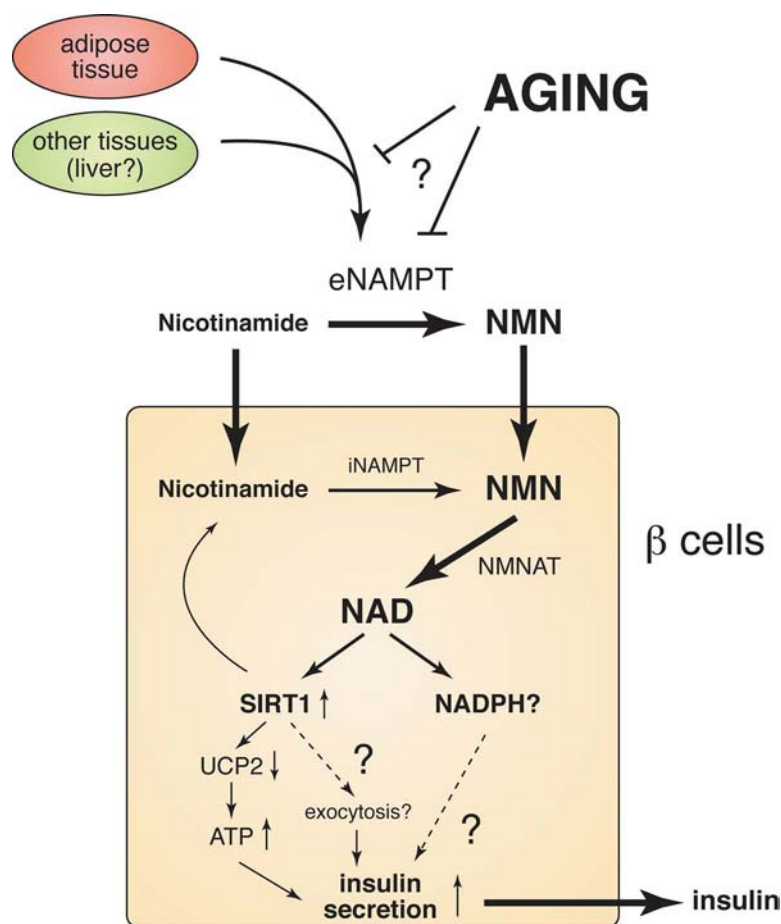 adipose
tissue
AGING
other tissues
(liver?)
?
eNAMPT
Nicotinamide
NMN
iNAMPT
Nicotinamide
NMN
β cells
NMNAT
NAD
SIRT1
NADPH?
UCP2
?
exocytosis?
ATP
?
insulin
secretion
insulin